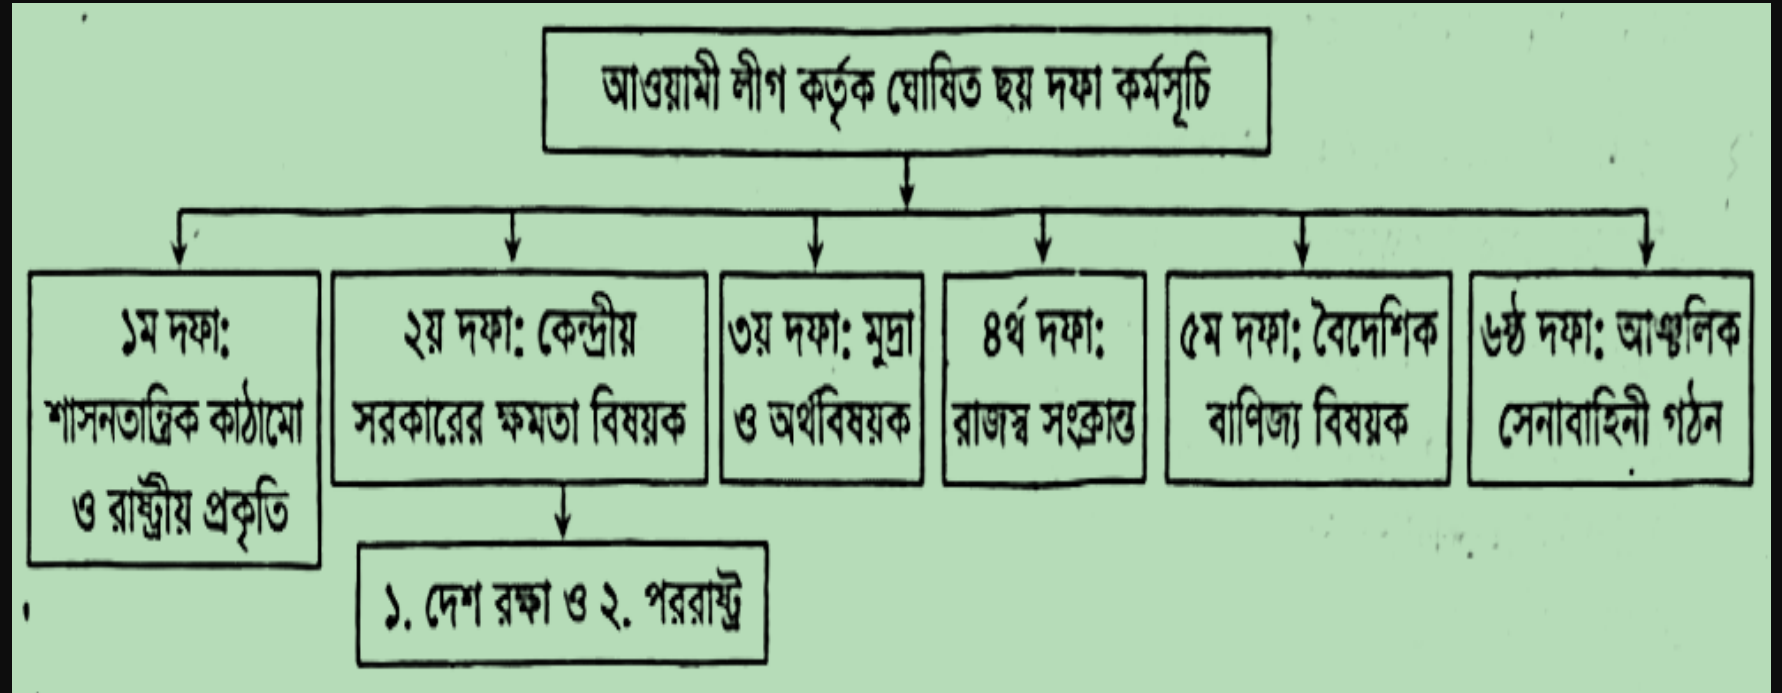 আওয়ামী লীগ কর্তৃক ঘোষিত ছয় দফা কর্মসূচি
১ম দফা:
শাসনতান্ত্রিক কাঠামো
ও রাষ্ট্রীয় প্রকৃতি
২য় দফা: কেন্দ্রীয়
সরকারের ক্ষমতা বিষয়ক
৩য় দফা: মুদ্রা
ও অর্থবিষয়ক
৪র্থ দফা:
রাজস্ব সংক্রান্ত
৫ম দফা: বৈদেশিক
বাণিজ্য বিষয়ক
৬ষ্ঠ দফা: আঞ্চলিক
সেনাবাহিনী গঠন
১. দেশ রক্ষা ও ২. পররাষ্ট্র